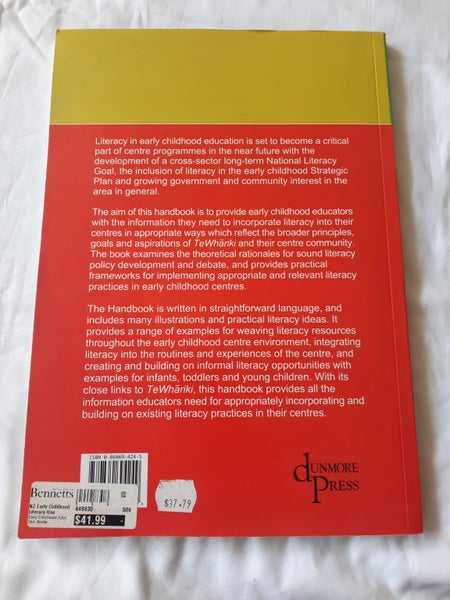 Literacy in early childhood education is set to become a critical
part of centre programmes in the near future with the
development of a cross-sector long-term National Literacy
Goal, the inclusion of literacy in the early childhood Strategic
Plan and growing government and community interest in the
area in general.
The aim of this handbook is to provide early childhood educators
with the information they need to incorporate literacy into their
centres in appropriate ways which reflect the broader principles,
goals and aspirations of TeWhāriki and their centre community.
The book examines the theoretical rationales for sound literacy
policy development and debate, and provides practical
frameworks for implementing appropriate and relevant literacy
practices in early childhood centres.
The Handbook is written in straightforward language, and
includes many illustrations and practical literacy ideas. It
provides a range of examples for weaving literacy resources
throughout the early childhood centre environment, integrating
literacy into the routines and experiences of the centre, and
creating and building on informal literacy opportunities with
examples for infants, toddlers and young children. With its
close links to TeWhāriki, this handbook provides all the
information educators need for appropriately incorporating and
building on existing literacy practices in their centres.
ISBN 0-86469-424-5
Bennetts
NZ Early Childhood
Literacy Han
449830
$41.99
$37.79
DUNMORE
PRESS